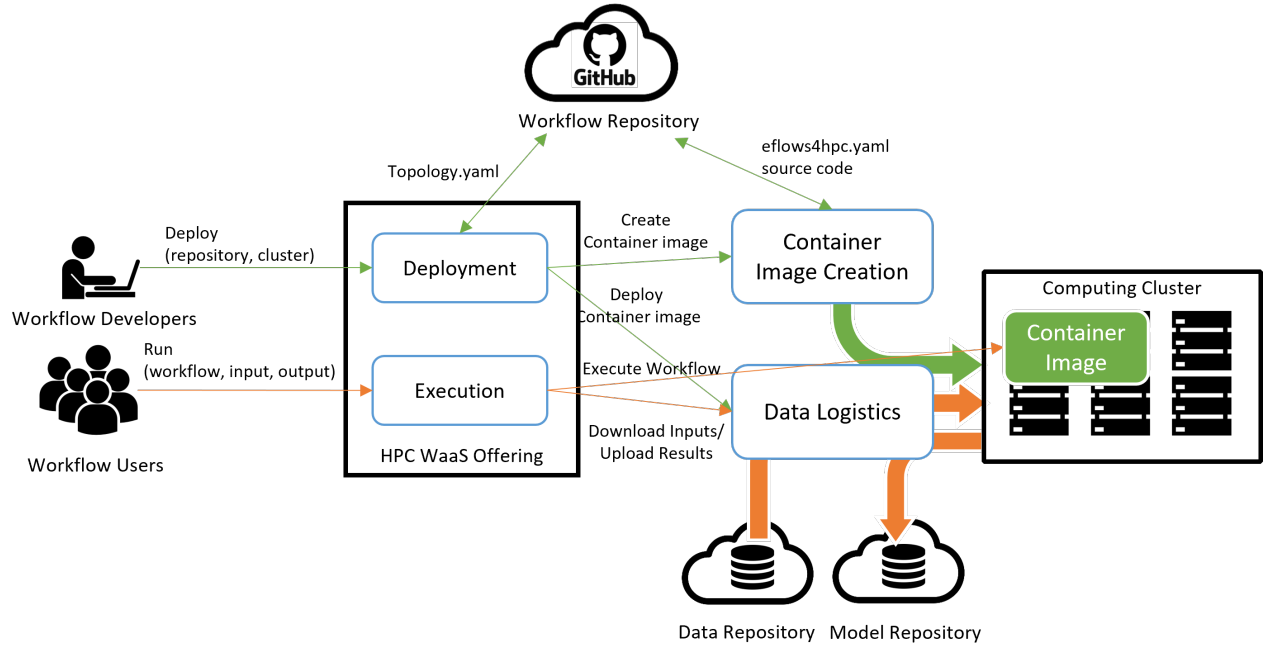 GitHub
Workflow Repository
Topology.yaml
eflows4hpc.yaml
source code
Deploy
(repository, cluster)
Workflow Developers
Deployment
Create
Container image
Container
Image Creation
Deploy
Container image
Computing Cluster
Container
Image
Run
(workflow, input, output)
Workflow Users
Execution
HPC WaaS Offering
Execute Workflow
Data Logistics
Download Inputs/
Upload Results
Data Repository
Model Repository